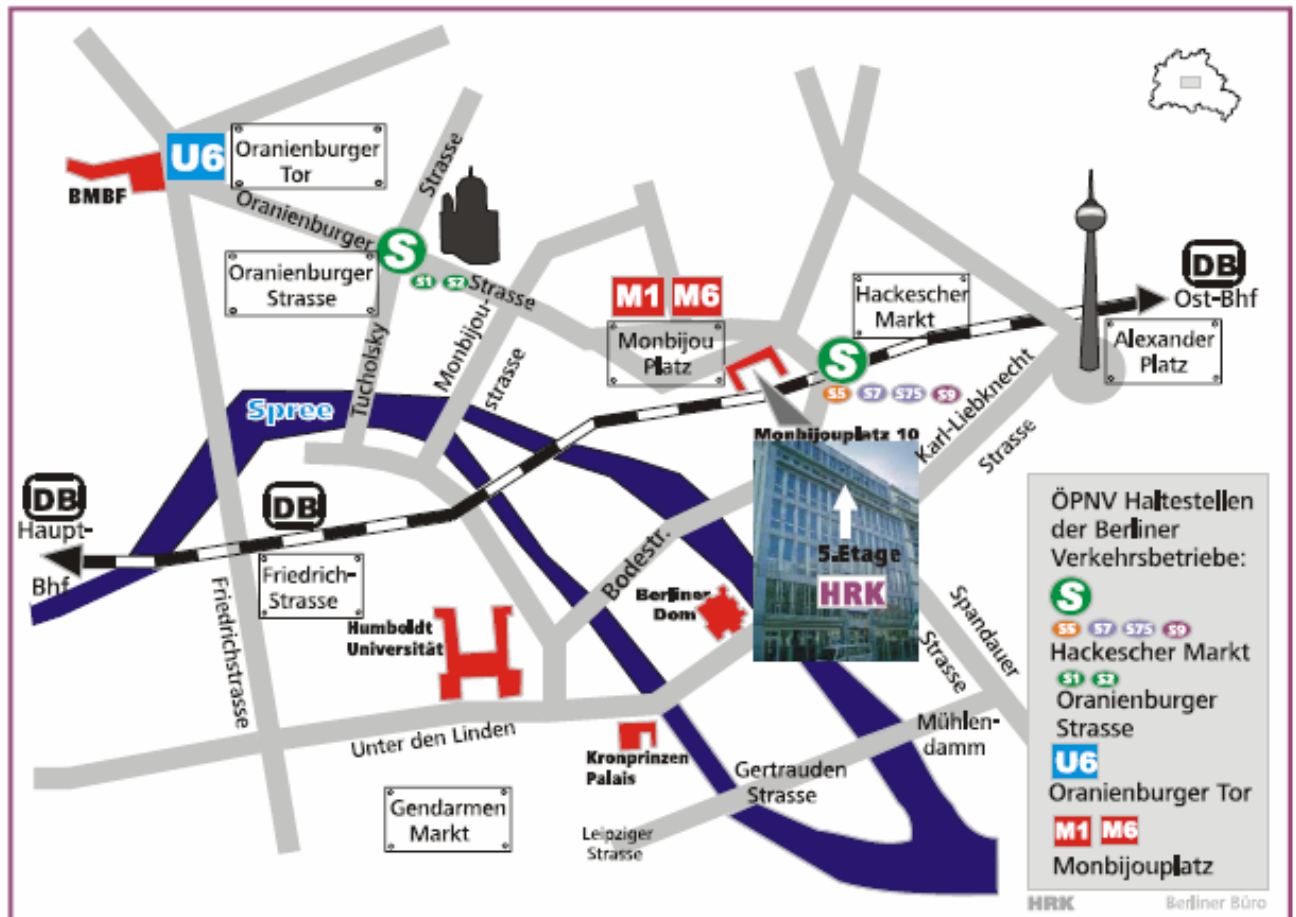 U6
Oranienburger
Tor
BMBF
Oranienburger
Strasse
S
Oranienburger
Strasse
S1 S2
Strasse
Tucholsky
Monbijou-
strasse
M1 M6
Monbijou
Platz
Hackescher
Markt
S
S5 S7 S75 S9
DB
Ost-Bhf
Alexander
Platz
Karl-Liebknecht
Strasse
Spree
Monbijouplatz 10
5.Etage
HRK
DB
Haupt-
Bhf
DB
Friedrich-
Strasse
Friedrichstrasse
Humboldt
Universität
Bodestr.
Berliner
Dom
Spandauer
Strasse
Unter den Linden
Kronprinzen
Palais
Mühlen-
damm
Gertrauden
Strasse
Gendarmen
Markt
Leipziger
Strasse
ÖPNV Haltestellen
der Berliner
Verkehrsbetriebe:
S
S5 S7 S75 S9
Hackescher Markt
S1 S2
Oranienburger
Strasse
U6
Oranienburger Tor
M1 M6
Monbijouplatz
HRK Berliner Büro